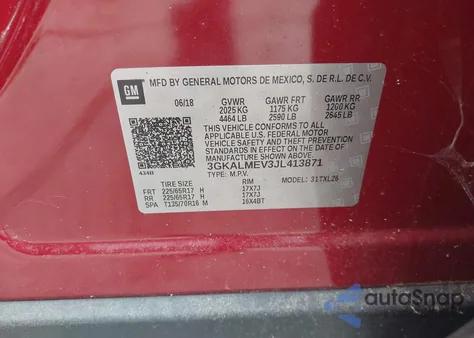 GM
MFD BY GENERAL MOTORS DE MEXICO, S. DE R.L. DE C.V.
06/18 GVWR GAWR FRT GAWR RR
2025 KG 1175 KG 1200 KG
4464 LB 2590 LB 2645 LB
THIS VEHICLE CONFORMS TO ALL
APPLICABLE U.S. FEDERAL MOTOR
VEHICLE SAFETY AND THEFT PREVENTION
STANDARDS IN EFFECT ON THE DATE OF
MANUFACTURE SHOWN ABOVE.
3GKALMEV3JL413871
434B TYPE: M.P.V. MODEL: 31TXL26
TIRE SIZE RIM
FRT 225/65R17 H 17X7J
RR 225/65R17 H 17X7J
SPA T135/70R16 M 16X4BT
autoSnap